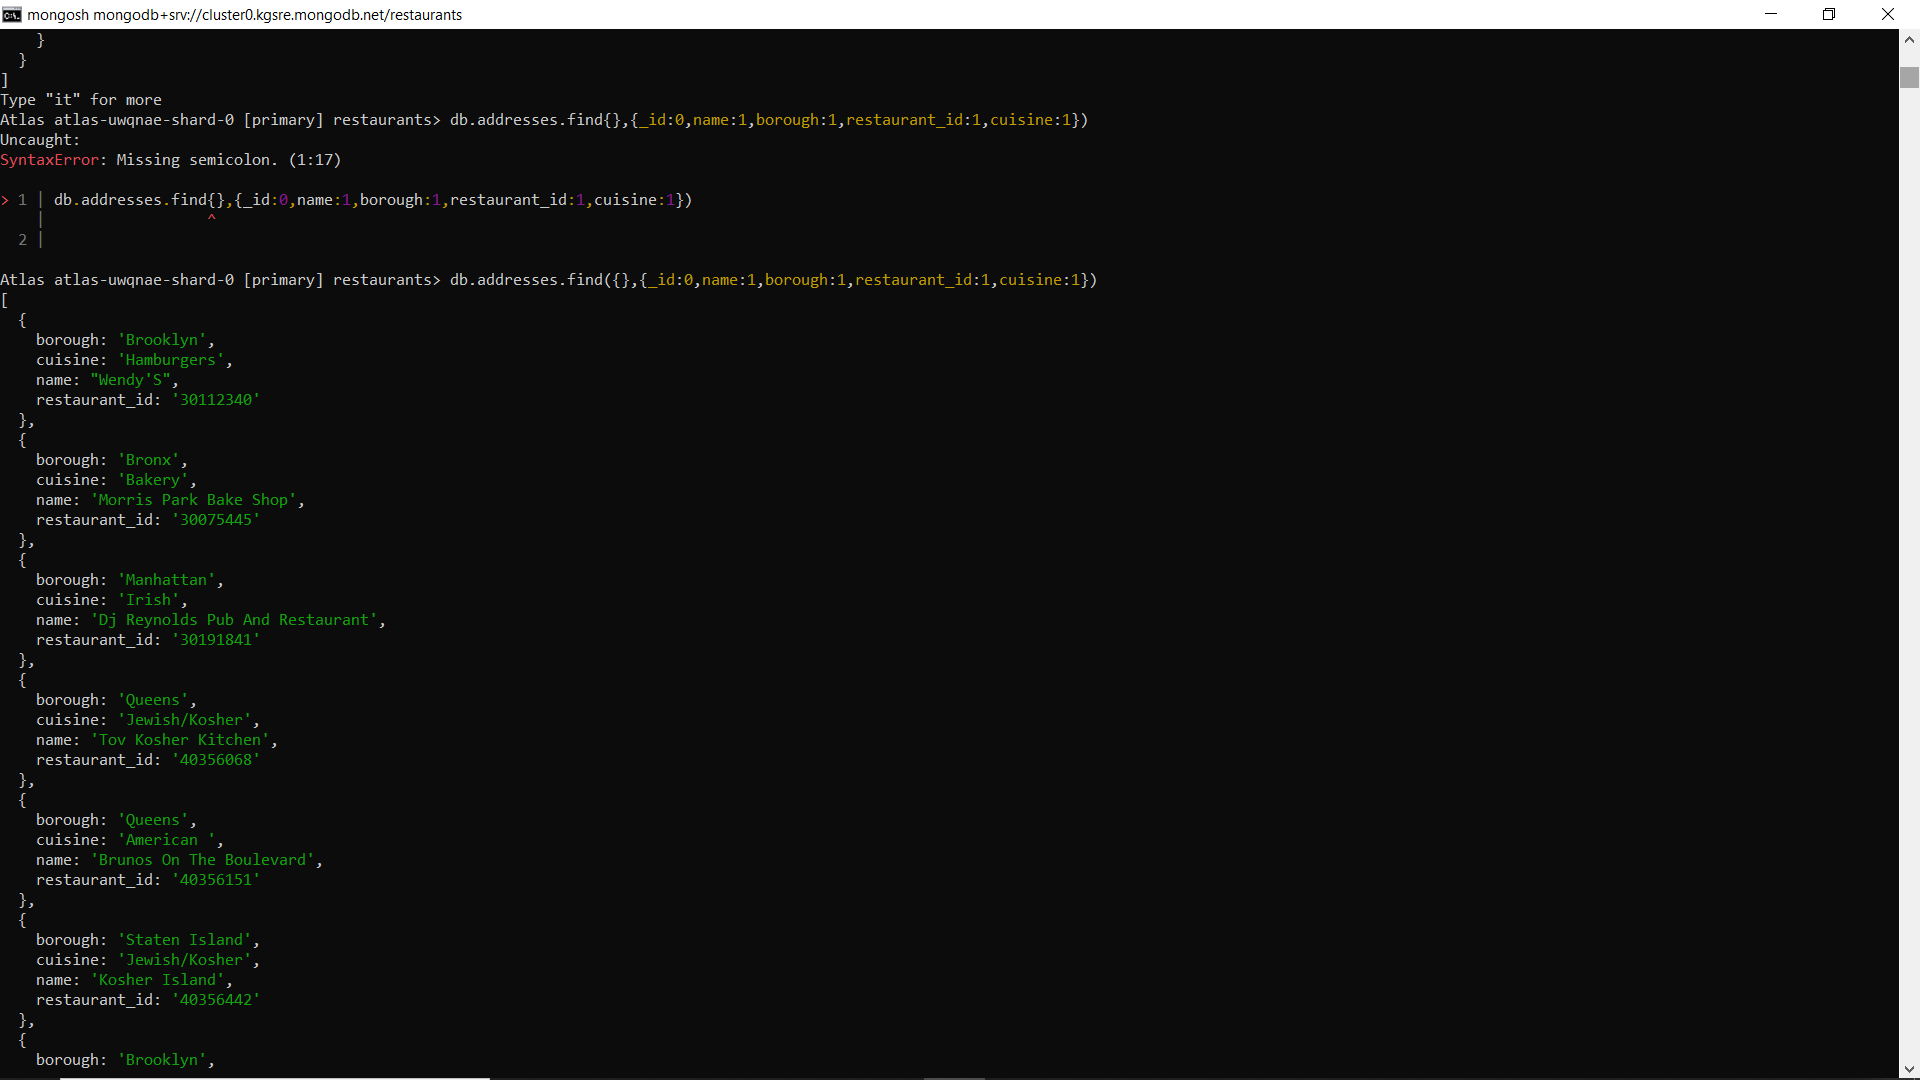 mongosh mongodb+srv://cluster0.kgsre.mongodb.net/restaurants
    }
  }
]
Type "it" for more
Atlas atlas-uwqnae-shard-0 [primary] restaurants> db.addresses.find{},{_id:0,name:1,borough:1,restaurant_id:1,cuisine:1})
Uncaught:
SyntaxError: Missing semicolon. (1:17)
> 1 | db.addresses.find{},{_id:0,name:1,borough:1,restaurant_id:1,cuisine:1})
    |                  ^
  2 |
Atlas atlas-uwqnae-shard-0 [primary] restaurants> db.addresses.find({},{_id:0,name:1,borough:1,restaurant_id:1,cuisine:1})
[
  {
    borough: 'Brooklyn',
    cuisine: 'Hamburgers',
    name: "Wendy'S",
    restaurant_id: '30112340'
  },
  {
    borough: 'Bronx',
    cuisine: 'Bakery',
    name: 'Morris Park Bake Shop',
    restaurant_id: '30075445'
  },
  {
    borough: 'Manhattan',
    cuisine: 'Irish',
    name: 'Dj Reynolds Pub And Restaurant',
    restaurant_id: '30191841'
  },
  {
    borough: 'Queens',
    cuisine: 'Jewish/Kosher',
    name: 'Tov Kosher Kitchen',
    restaurant_id: '40356068'
  },
  {
    borough: 'Queens',
    cuisine: 'American ',
    name: 'Brunos On The Boulevard',
    restaurant_id: '40356151'
  },
  {
    borough: 'Staten Island',
    cuisine: 'Jewish/Kosher',
    name: 'Kosher Island',
    restaurant_id: '40356442'
  },
  {
    borough: 'Brooklyn',